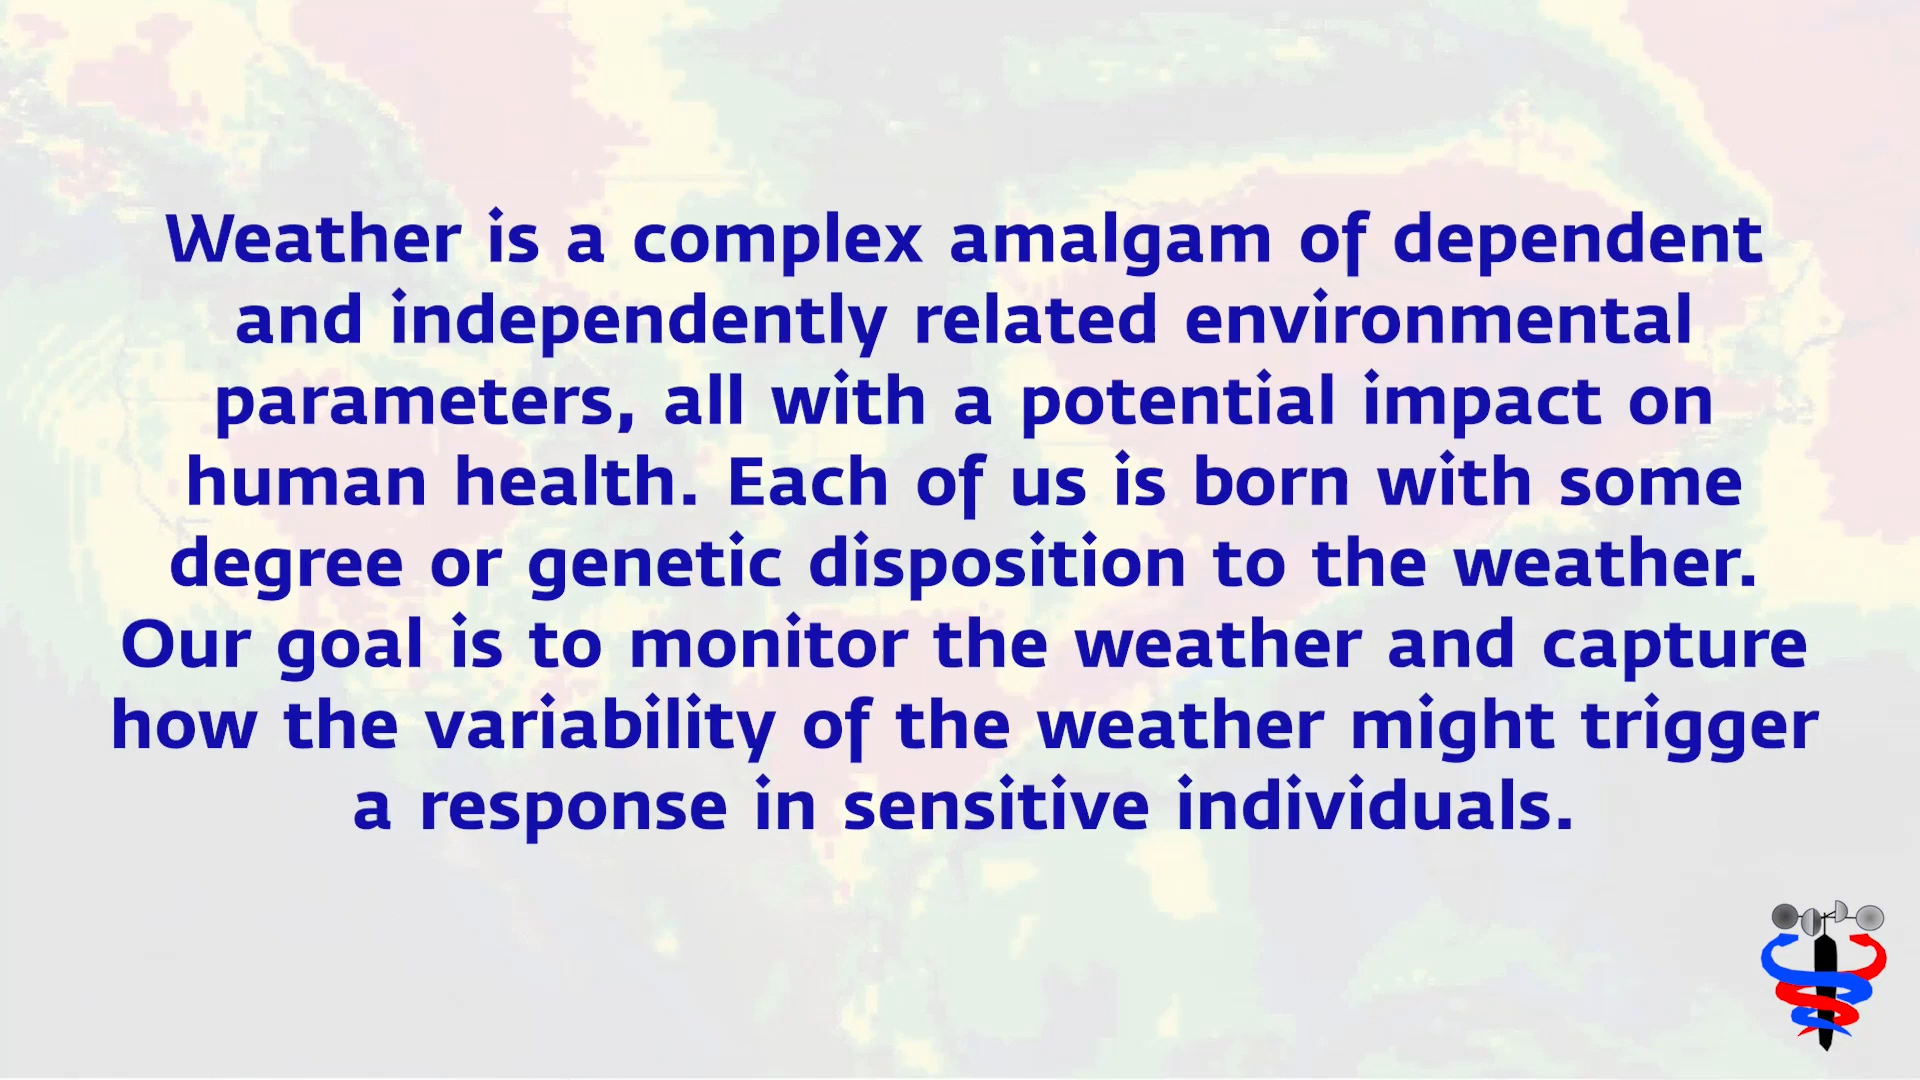 Weather is a complex amalgam of dependent
and independently related environmental
parameters, all with a potential impact on
human health. Each of us is born with some
degree or genetic disposition to the weather.
Our goal is to monitor the weather and capture
how the variability of the weather might trigger
a response in sensitive individuals.